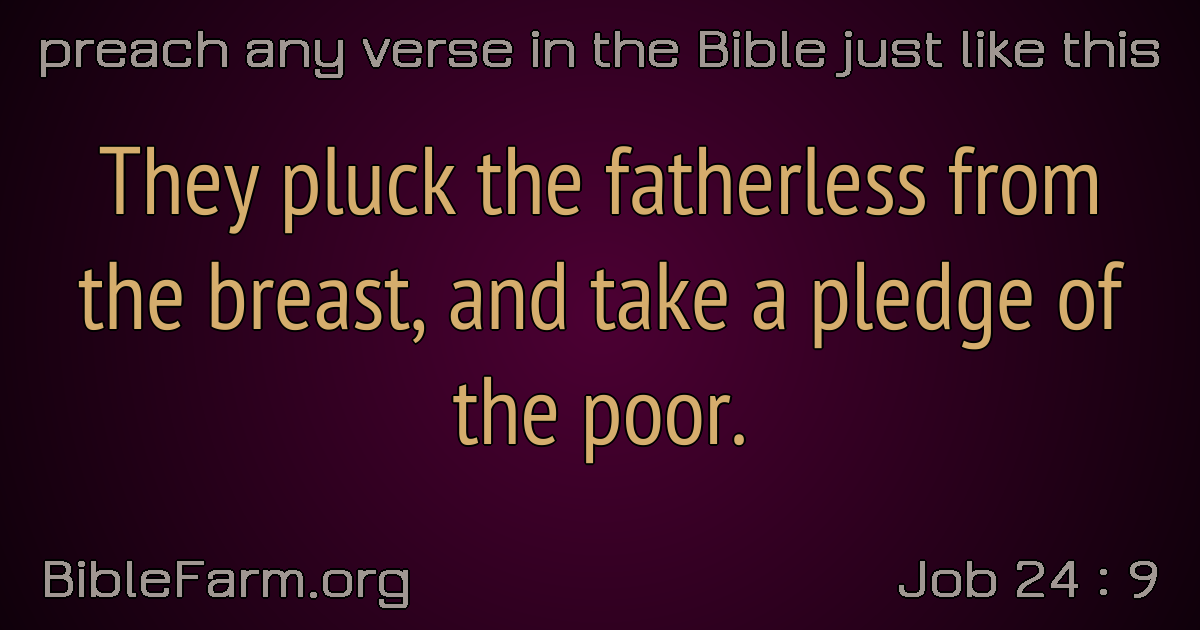 preach any verse in the Bible just like this
They pluck the fatherless from
the breast, and take a pledge of
the poor.
BibleFarm.org
Job 24 : 9